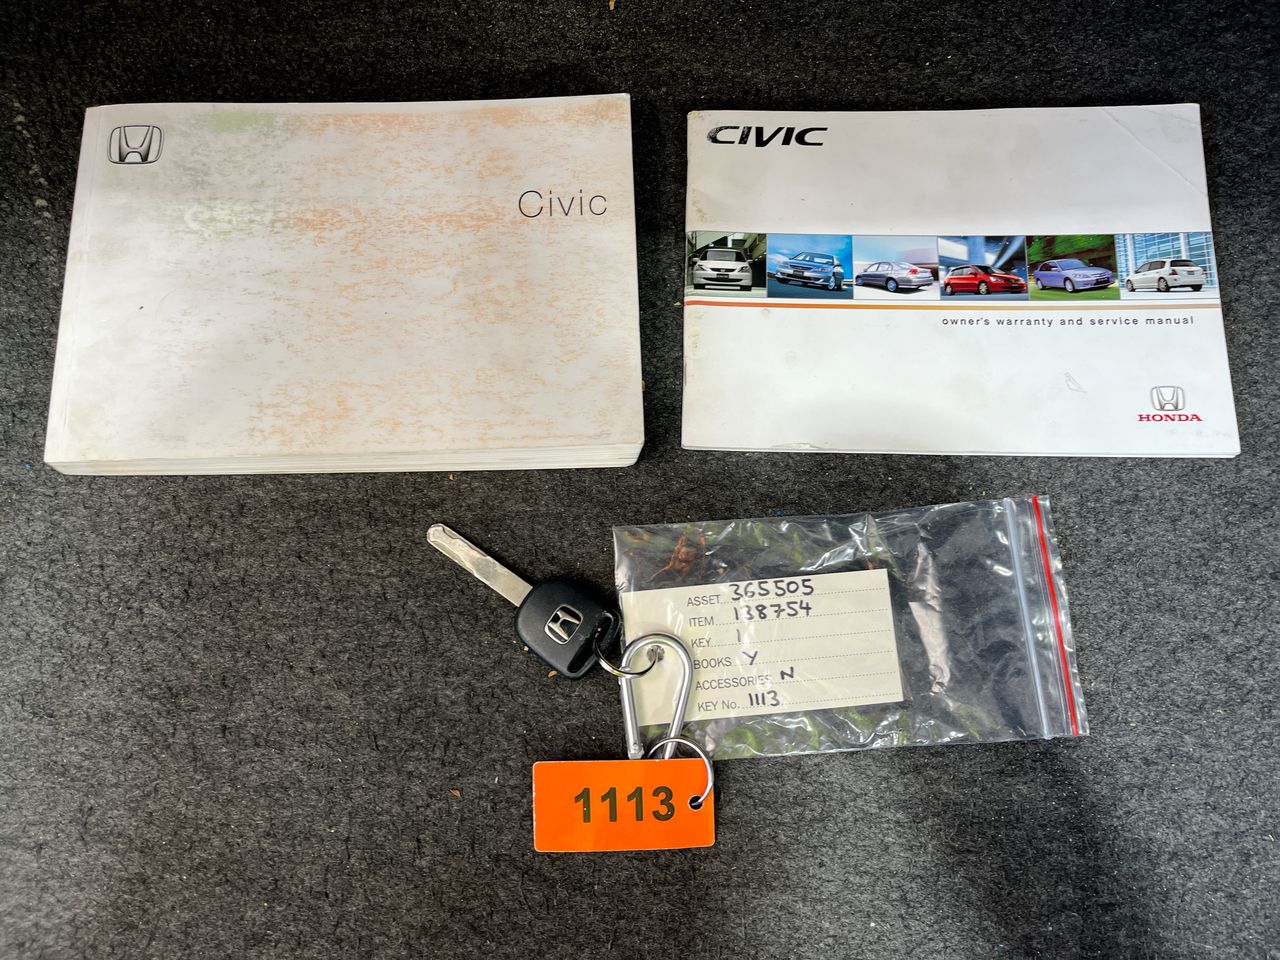 Civic
CIVIC
owner's warranty and service manual
HONDA
ASSET 365505
ITEM 138754
KEY 1
BOOKS Y
ACCESSORIES N
KEY No. 1113
1113